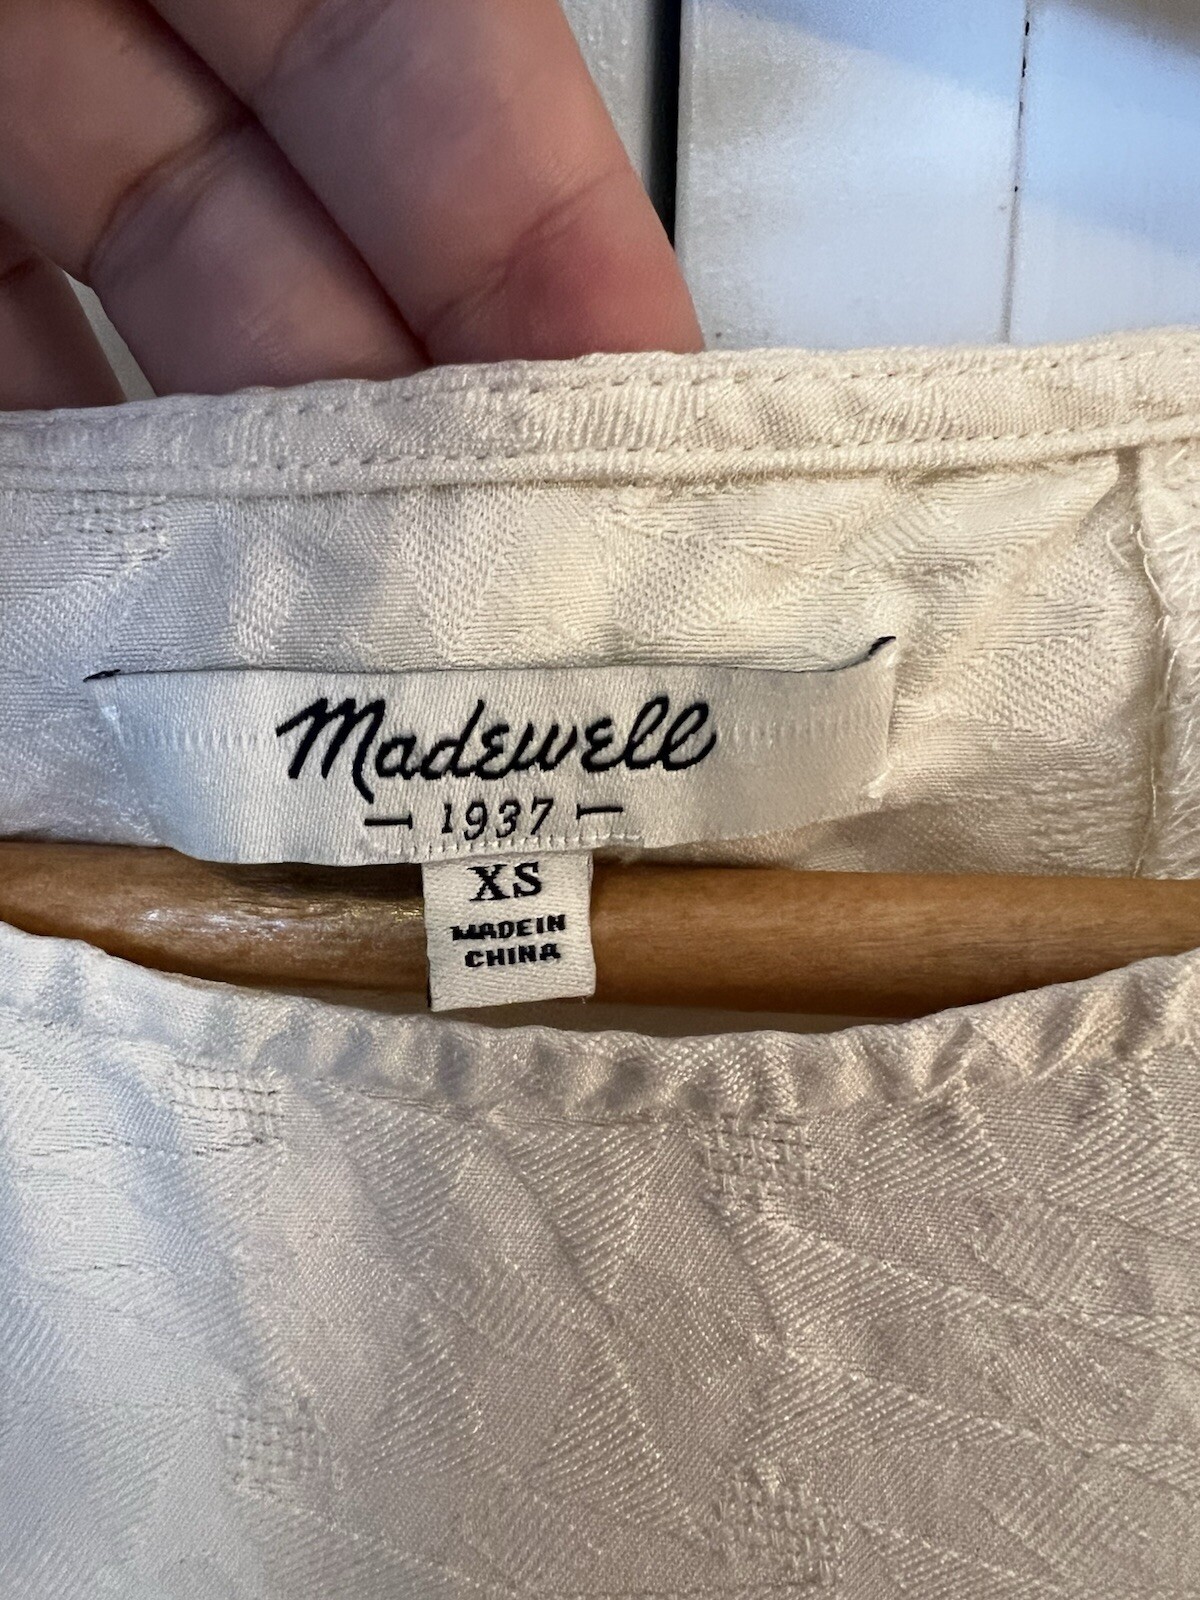 Madewell
— 1937 —
XS
MADE IN
CHINA